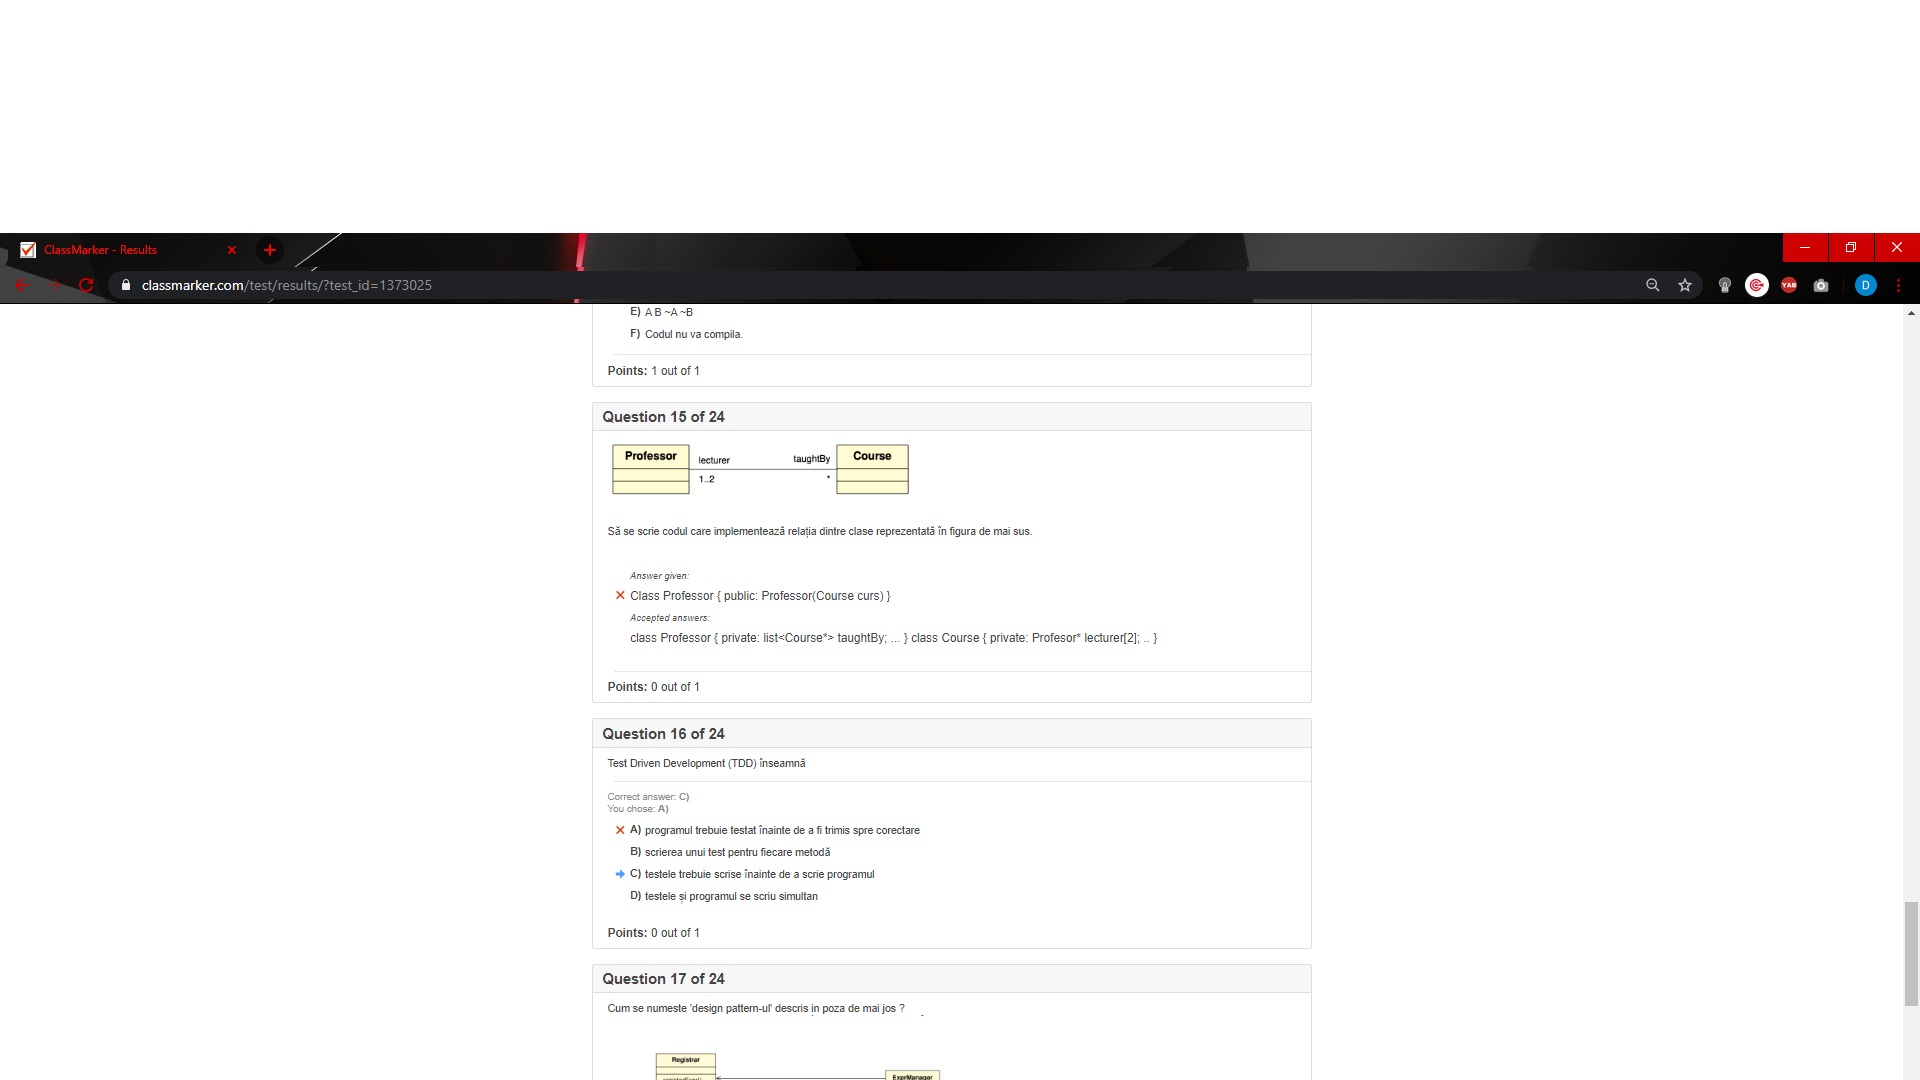 ClassMarker - Results
classmarker.com/test/results/?test_id=1373025
YAB
D
E) A B ~A ~B
F) Codul nu va compila.
Points: 1 out of 1
Question 15 of 24
Professor
lecturer
taughtBy
Course
1..2
*
Să se scrie codul care implementează relația dintre clase reprezentată în figura de mai sus.
Answer given:
Class Professor { public: Professor(Course curs) }
Accepted answers:
class Professor { private: list<Course*> taughtBy; ... } class Course { private: Profesor* lecturer[2]; .. }
Points: 0 out of 1
Question 16 of 24
Test Driven Development (TDD) înseamnă
Correct answer: C)
You chose: A)
A) programul trebuie testat înainte de a fi trimis spre corectare
B) scrierea unui test pentru fiecare metodă
C) testele trebuie scrise înainte de a scrie programul
D) testele și programul se scriu simultan
Points: 0 out of 1
Question 17 of 24
Cum se numeste 'design pattern-ul' descris in poza de mai jos ?
Registrar
ExprManager